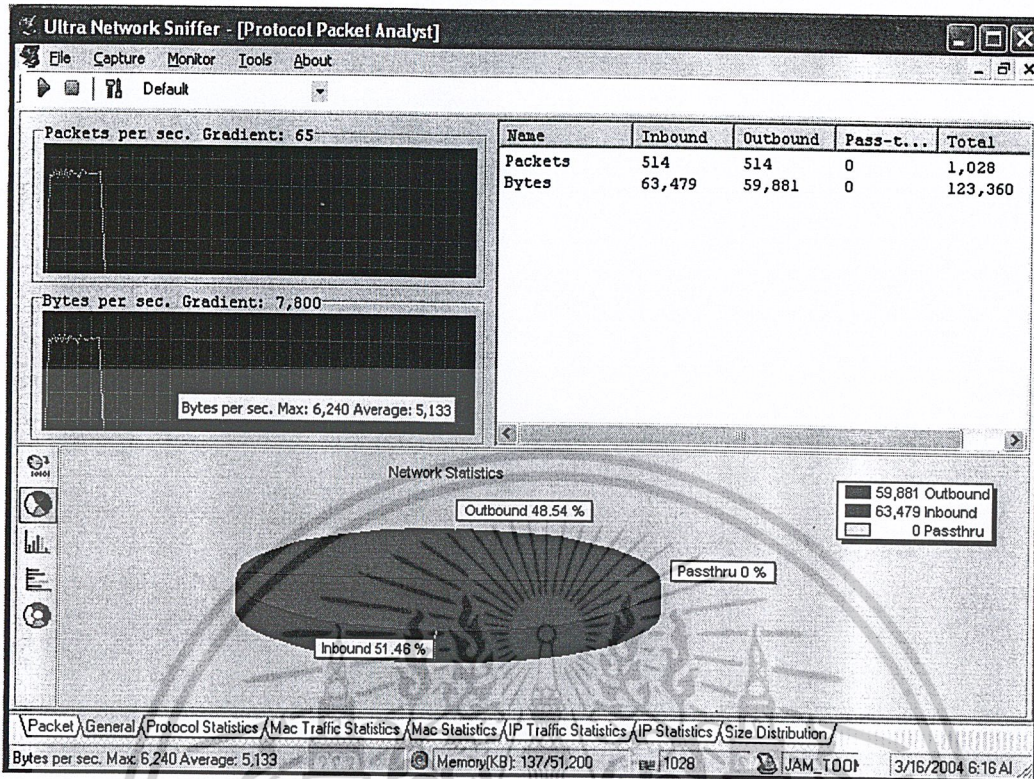 Ultra Network Sniffer - [Protocol Packet Analyst]
File Capture Monitor Tools About
Default
Packets per sec. Gradient: 65
Name Inbound Outbound Pass-t... Total
Packets 514 514 0 1,028
Bytes 63,479 59,881 0 123,360
Bytes per sec. Gradient: 7,800
Bytes per sec. Max: 6,240 Average: 5,133
Network Statistics
Outbound 48.54 %
59,881 Outbound
63,479 Inbound
0 Passthru
Passthru 0 %
Inbound 51.46 %
Packet General Protocol Statistics Mac Traffic Statistics Mac Statistics IP Traffic Statistics IP Statistics Size Distribution
Bytes per sec. Max: 6,240 Average: 5,133 Memory(KB): 137/51,200 1028 JAM_TOO 3/16/2004 6:16 A